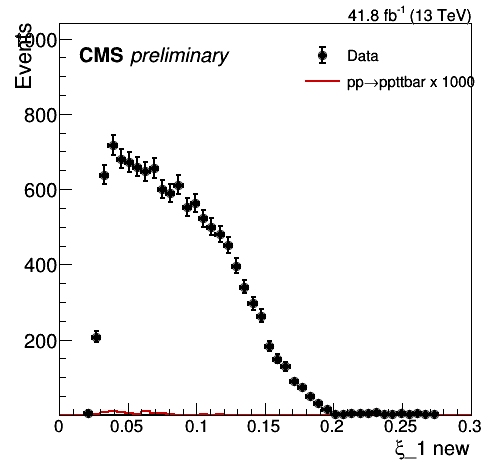 41.8 fb⁻¹ (13 TeV)
Events
CMS preliminary
Data
pp→ppttbar x 1000
1000
800
600
400
200
0 0.05 0.1 0.15 0.2 0.25 0.3
ξ_1 new